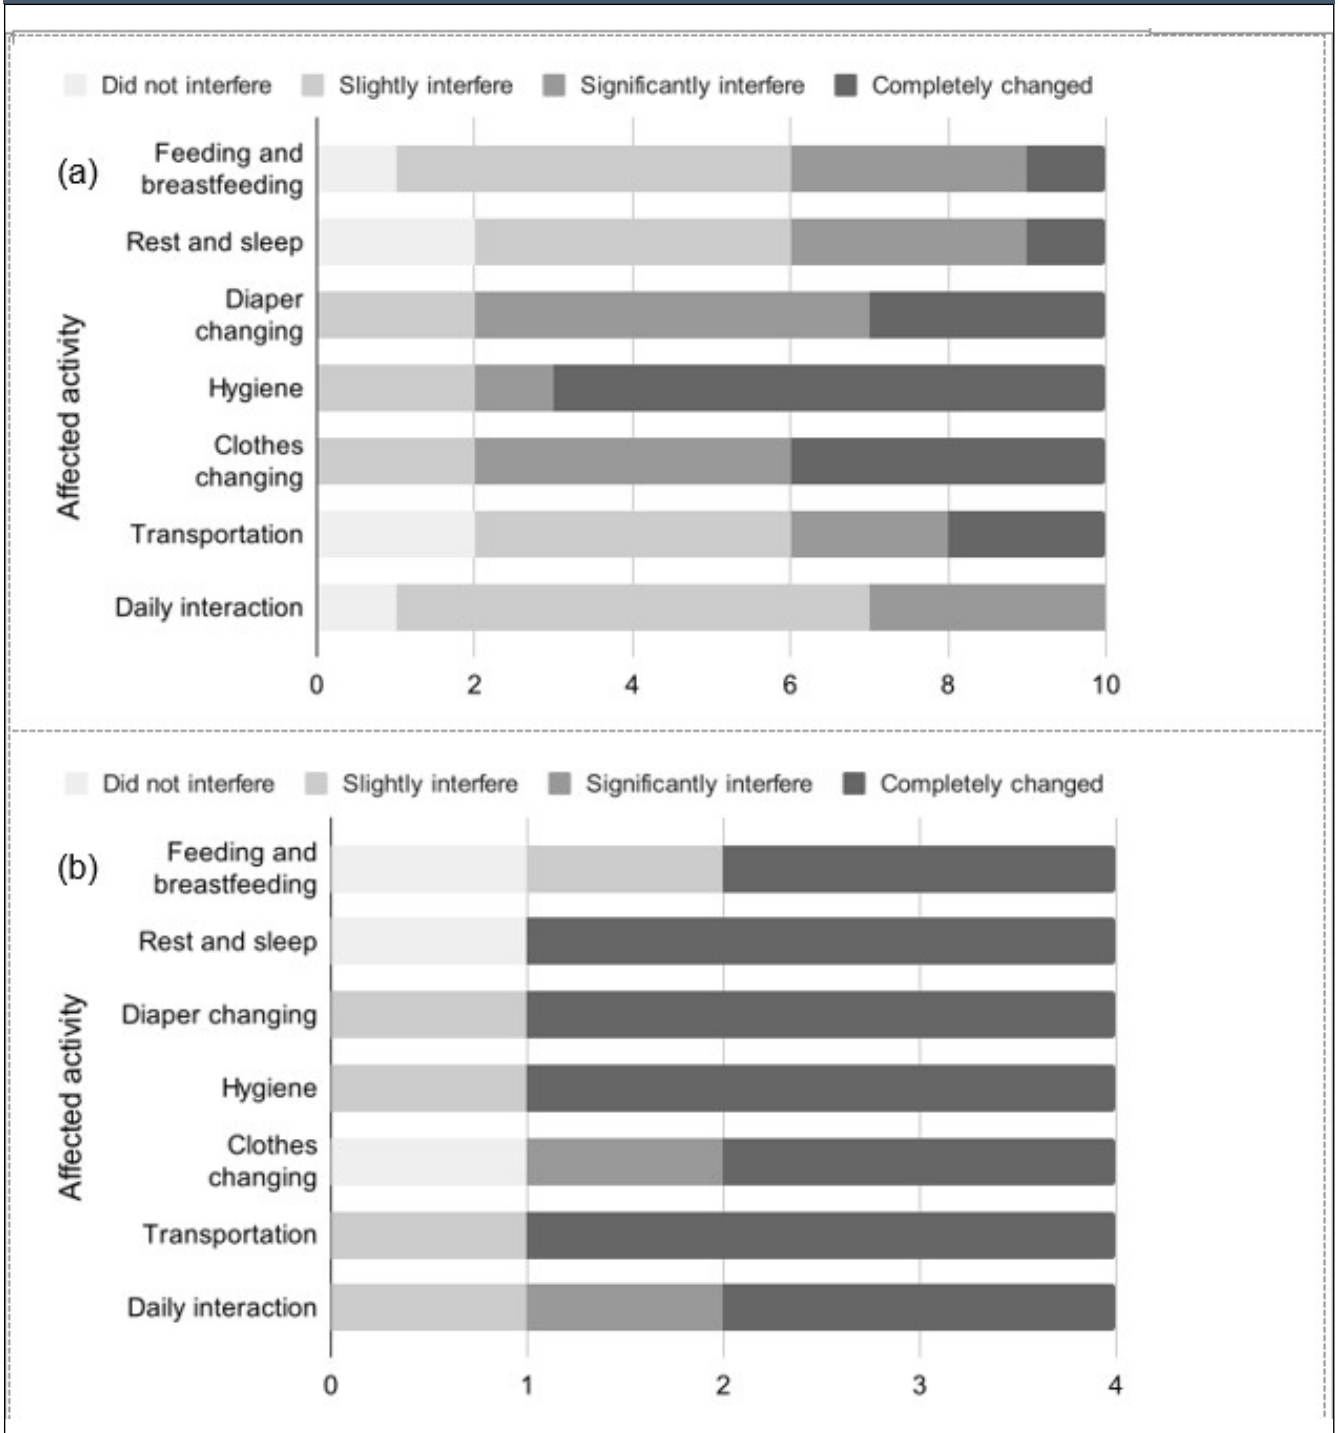 Did not interfere Slightly interfere Significantly interfere Completely changed
(a)
Affected activity
Feeding and
breastfeeding
Rest and sleep
Diaper
changing
Hygiene
Clothes
changing
Transportation
Daily interaction
0 2 4 6 8 10
Did not interfere Slightly interfere Significantly interfere Completely changed
(b)
Affected activity
Feeding and
breastfeeding
Rest and sleep
Diaper changing
Hygiene
Clothes
changing
Transportation
Daily interaction
0 1 2 3 4